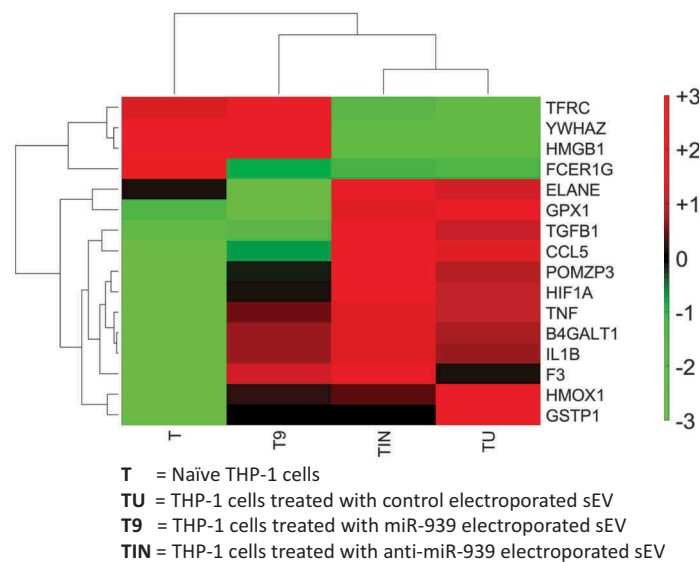 TFRC
YWHAZ
HMGB1
FCER1G
ELANE
GPX1
TGFB1
CCL5
POMZP3
HIF1A
TNF
B4GALT1
IL1B
F3
HMOX1
GSTP1
+3
+2
+1
0
-1
-2
-3
T
T9
TIN
TU
T = Naïve THP-1 cells
TU = THP-1 cells treated with control electroporated sEV
T9 = THP-1 cells treated with miR-939 electroporated sEV
TIN = THP-1 cells treated with anti-miR-939 electroporated sEV